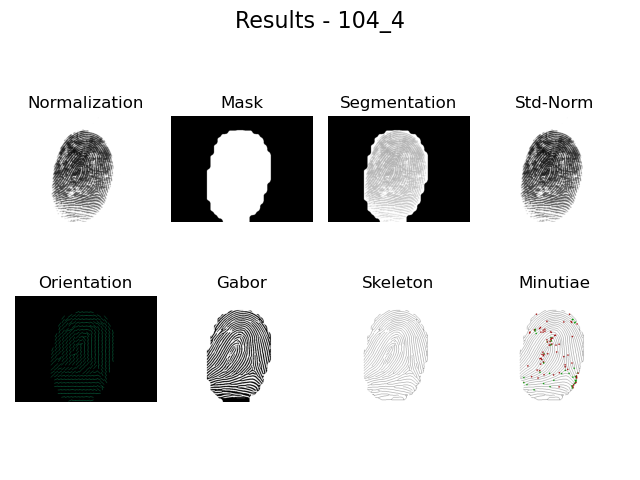 Results - 104_4
Normalization
Mask
Segmentation
Std-Norm
Orientation
Gabor
Skeleton
Minutiae